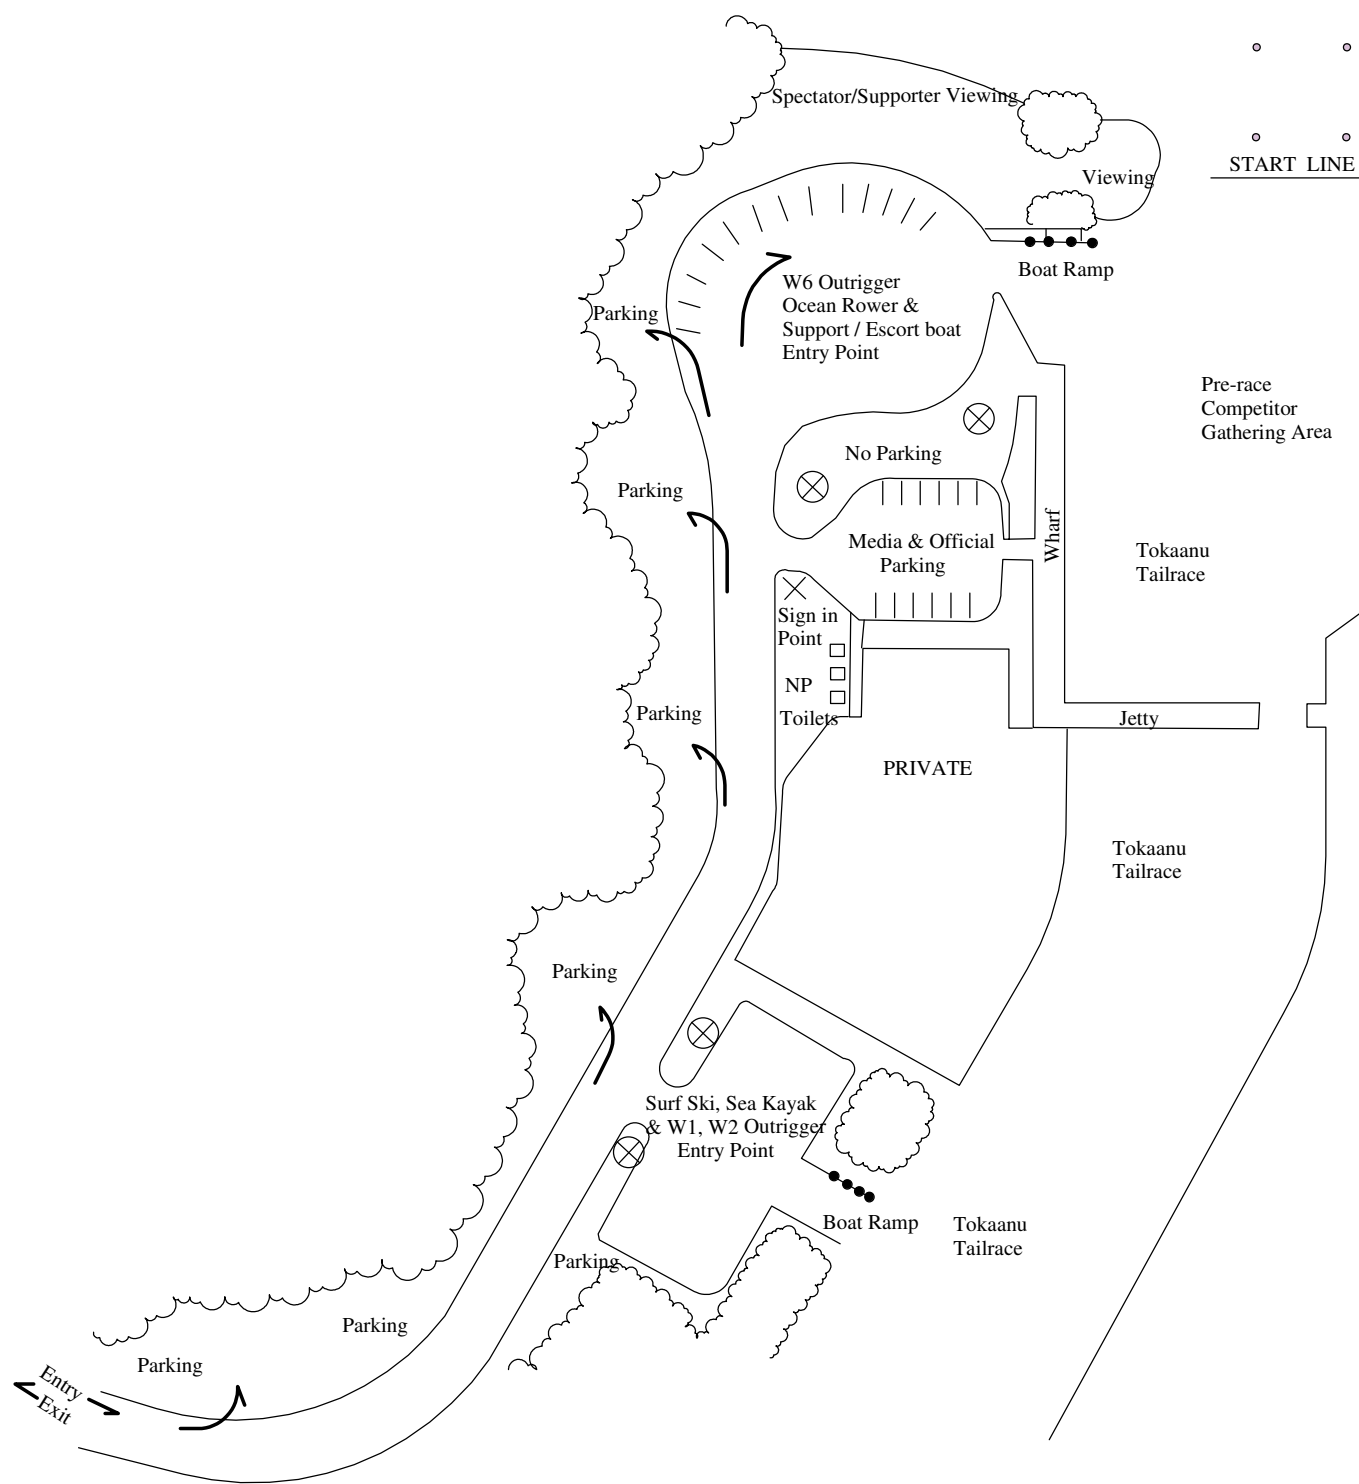 Spectator/Supporter Viewing
START LINE
Viewing
Boat Ramp
W6 Outrigger
Ocean Rower &
Support / Escort boat
Entry Point
Parking
Pre-race
Competitor
Gathering Area
No Parking
Parking
Wharf
Media & Official
Parking
Tokaanu
Tailrace
Sign in
Point
NP
Toilets
Parking
Jetty
PRIVATE
Tokaanu
Tailrace
Parking
Surf Ski, Sea Kayak
& W1, W2 Outrigger
Entry Point
Boat Ramp
Tokaanu
Tailrace
Parking
Parking
Parking
Entry
Exit